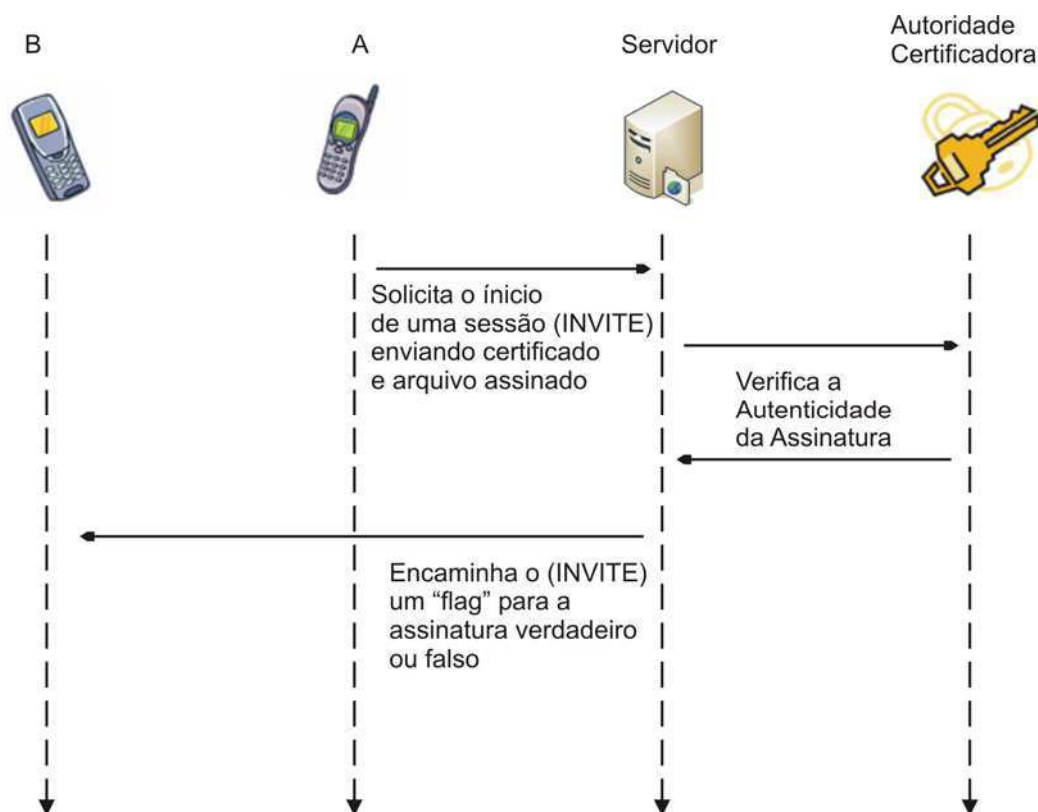 B
A
Servidor
Autoridade
Certificadora
Solicita o ínicio
de uma sessão (INVITE)
enviando certificado
e arquivo assinado
Verifica a
Autenticidade
da Assinatura
Encaminha o (INVITE)
um “flag” para a
assinatura verdadeiro
ou falso